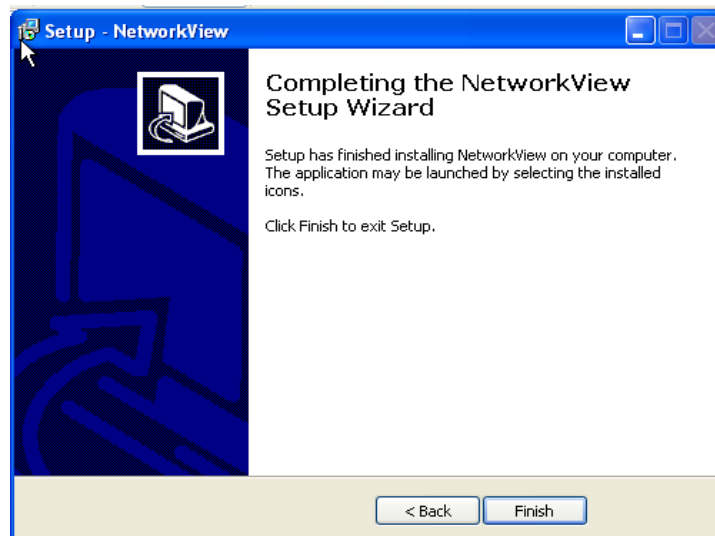 Setup - NetworkView
Completing the NetworkView
Setup Wizard
Setup has finished installing NetworkView on your computer.
The application may be launched by selecting the installed
icons.
Click Finish to exit Setup.
< Back
Finish